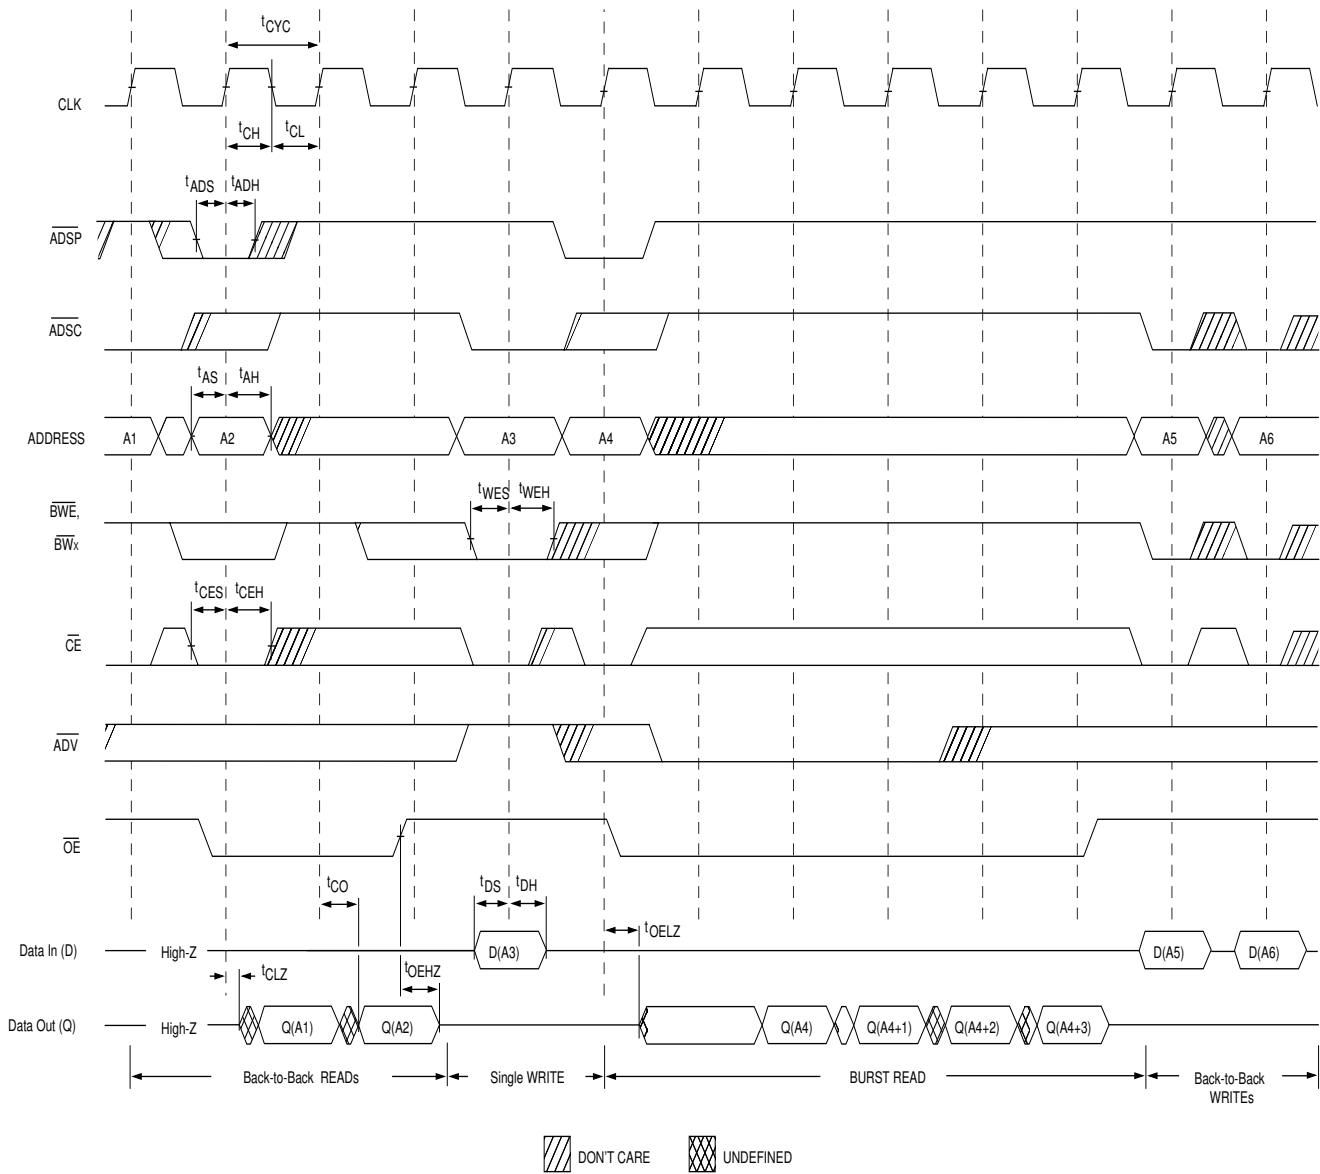 tCYC
CLK
tCH
tCL
tADS
tADH
ADSP
ADSC
tAS
tAH
ADDRESS
A1
A2
A3
A4
A5
A6
tWES
tWEH
BWE,
BWx
tCES
tCEH
CE
ADV
OE
tCO
tDS
tDH
tOELZ
Data In (D)
High-Z
D(A3)
D(A5)
D(A6)
tCLZ
tOEHZ
Data Out (Q)
High-Z
Q(A1)
Q(A2)
Q(A4)
Q(A4+1)
Q(A4+2)
Q(A4+3)
Back-to-Back READs
Single WRITE
BURST READ
Back-to-Back
WRITEs
DON'T CARE
UNDEFINED